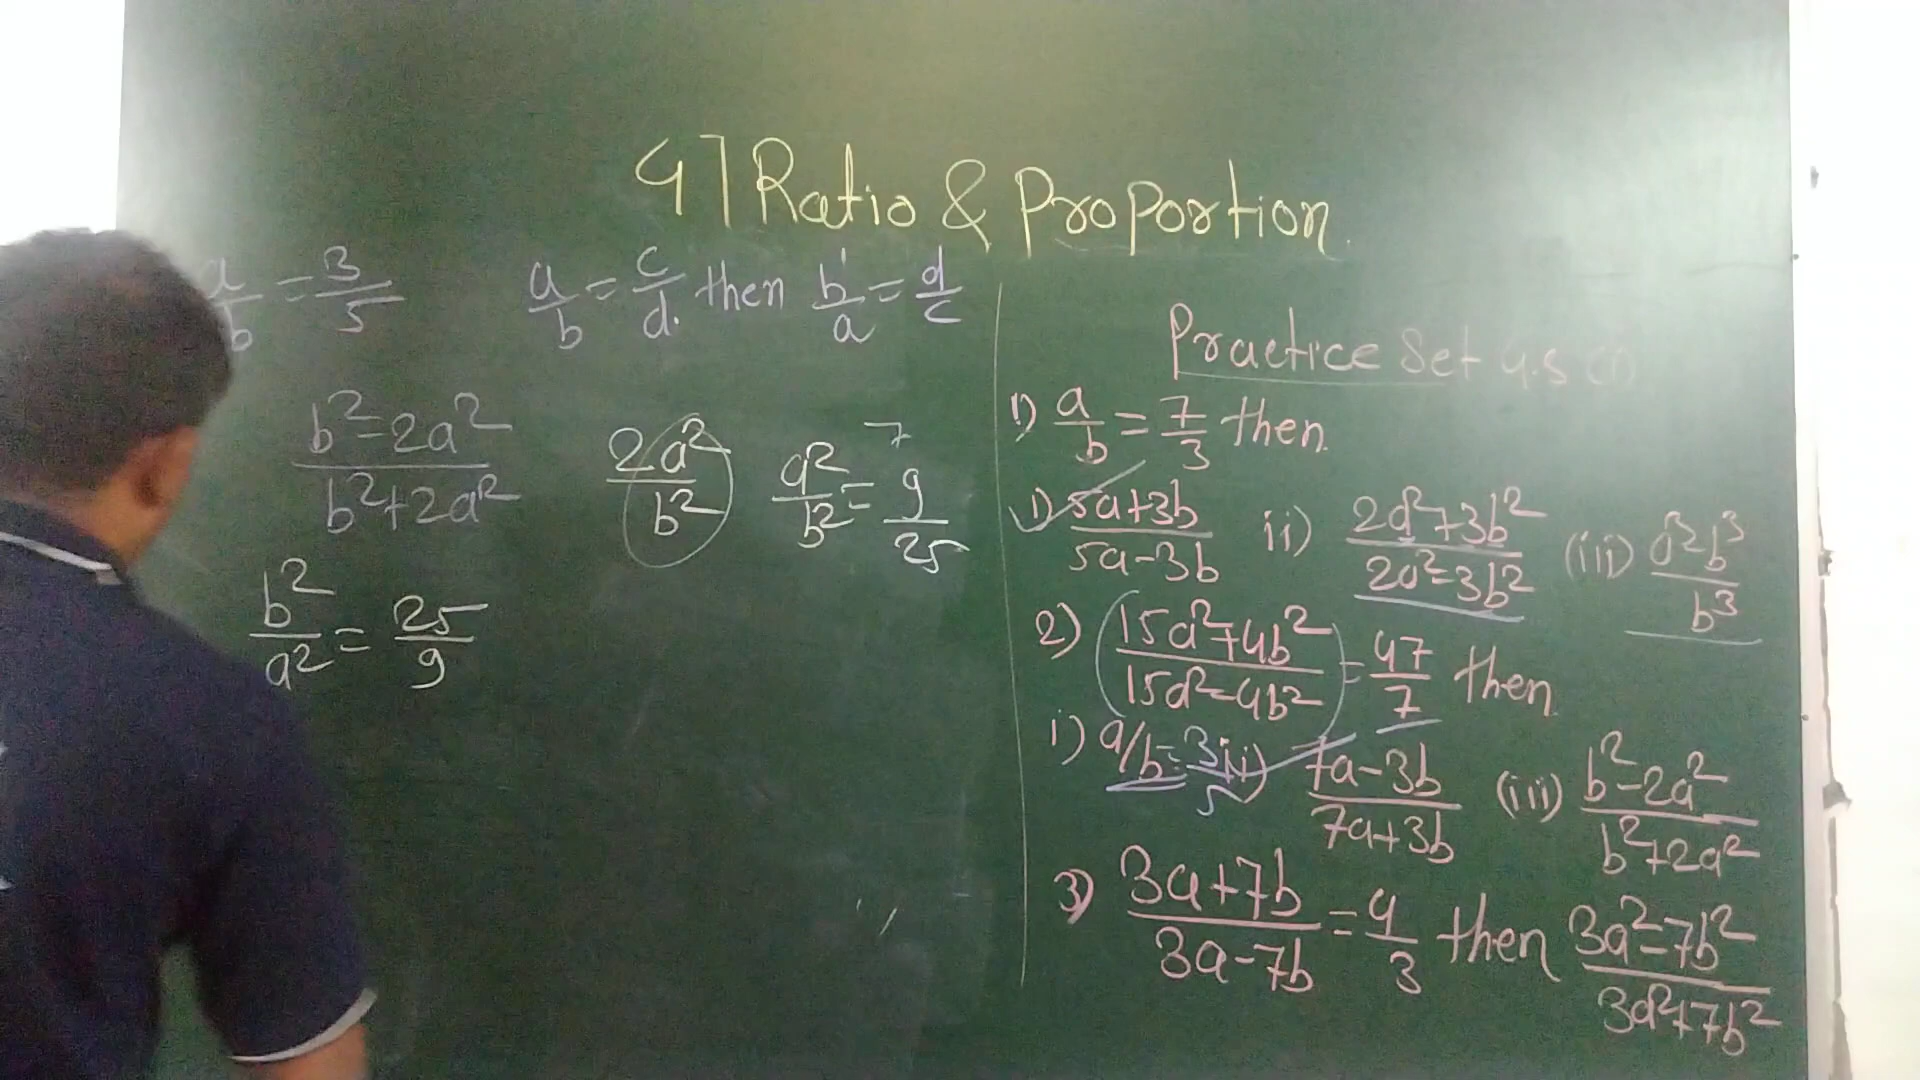 4] Ratio & Proportion.
a/b = 3/5
a/b = c/d. then b/a = d/c
b²-2a²/b²+2a²
2a²/b²
a²/b² = 9/25
7
b²/a² = 25/9
Practice Set 4.3
1) a/b = 7/3 then.
i) 5a+3b/5a-3b ii) 2a²+3b²/2a²-3b² (iii) a³-b³/b³
2) 15a²+4b²/15a²-4b² = 47/7 then
i) a/b = 3/5 ii) 7a-3b/7a+3b (iii) b²-2a²/b²+2a²
3) 3a+7b/3a-7b = 4/3 then 3a²-7b²/3a²+7b²